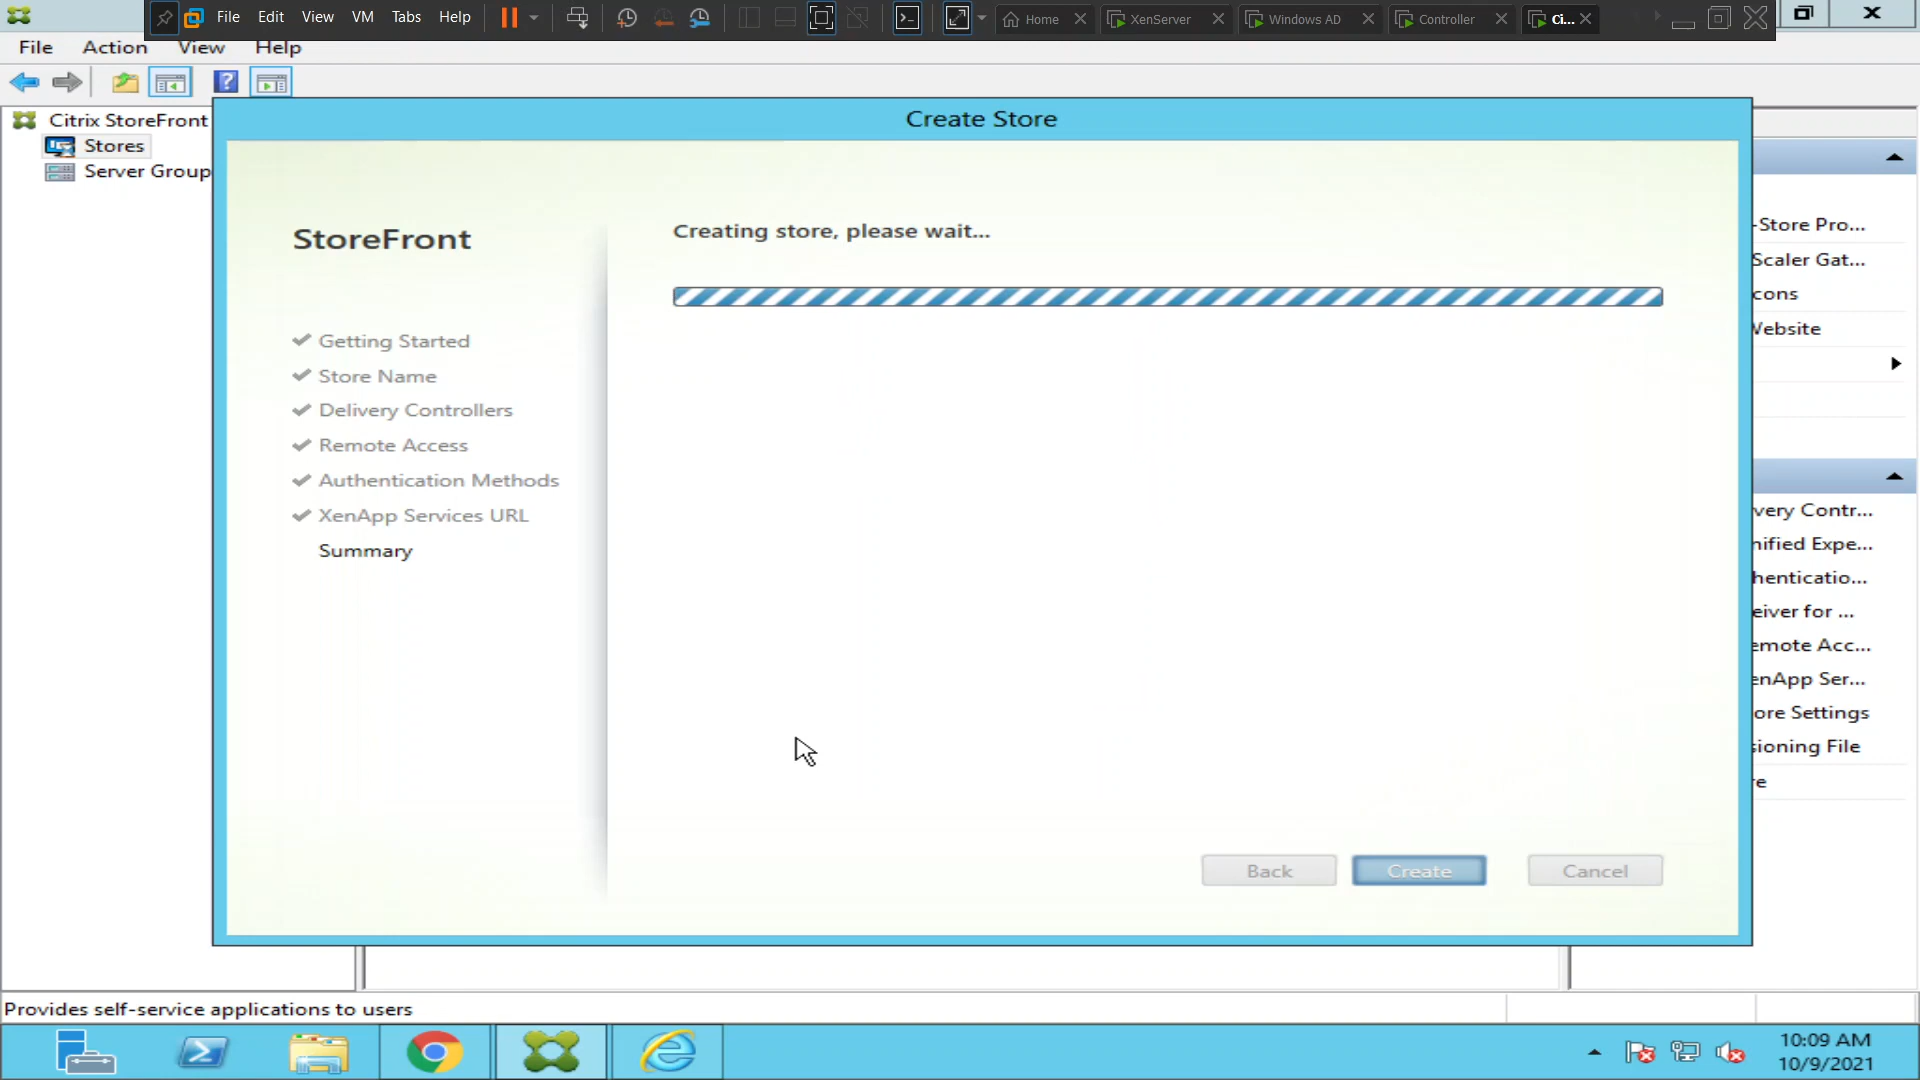 File Edit View VM Tabs Help
Home XenServer Windows AD Controller Ci...
File Action View Help
Citrix StoreFront
Stores
Server Group
Create Store
StoreFront
Getting Started
Store Name
Delivery Controllers
Remote Access
Authentication Methods
XenApp Services URL
Summary
Creating store, please wait...
Back Create Cancel
-Store Pro...
Scaler Gat...
cons
Website
very Contr...
nified Expe...
henticatio...
eiver for ...
emote Acc...
enApp Ser...
ore Settings
sioning File
re
Provides self-service applications to users
10:09 AM
10/9/2021